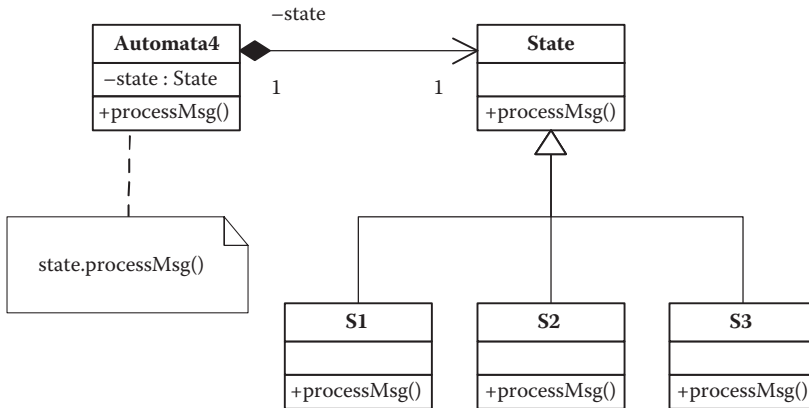 −state
Automata4
−state : State
+processMsg()
1
1
State
+processMsg()
state.processMsg()
S1
+processMsg()
S2
+processMsg()
S3
+processMsg()